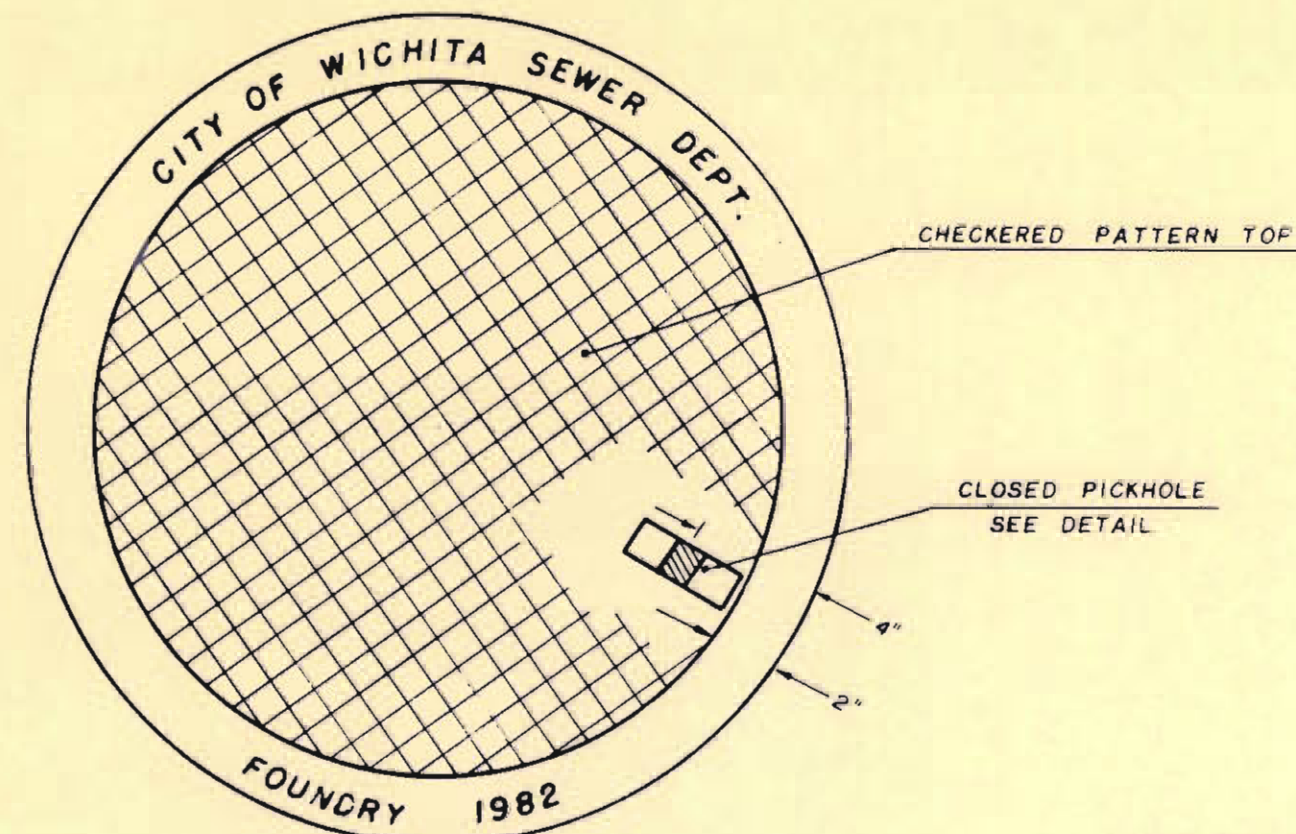 CITY OF WICHITA SEWER DEPT.
CHECKERED PATTERN TOP
CLOSED PICKHOLE
SEE DETAIL
4"
2"
FOUNDRY 1982